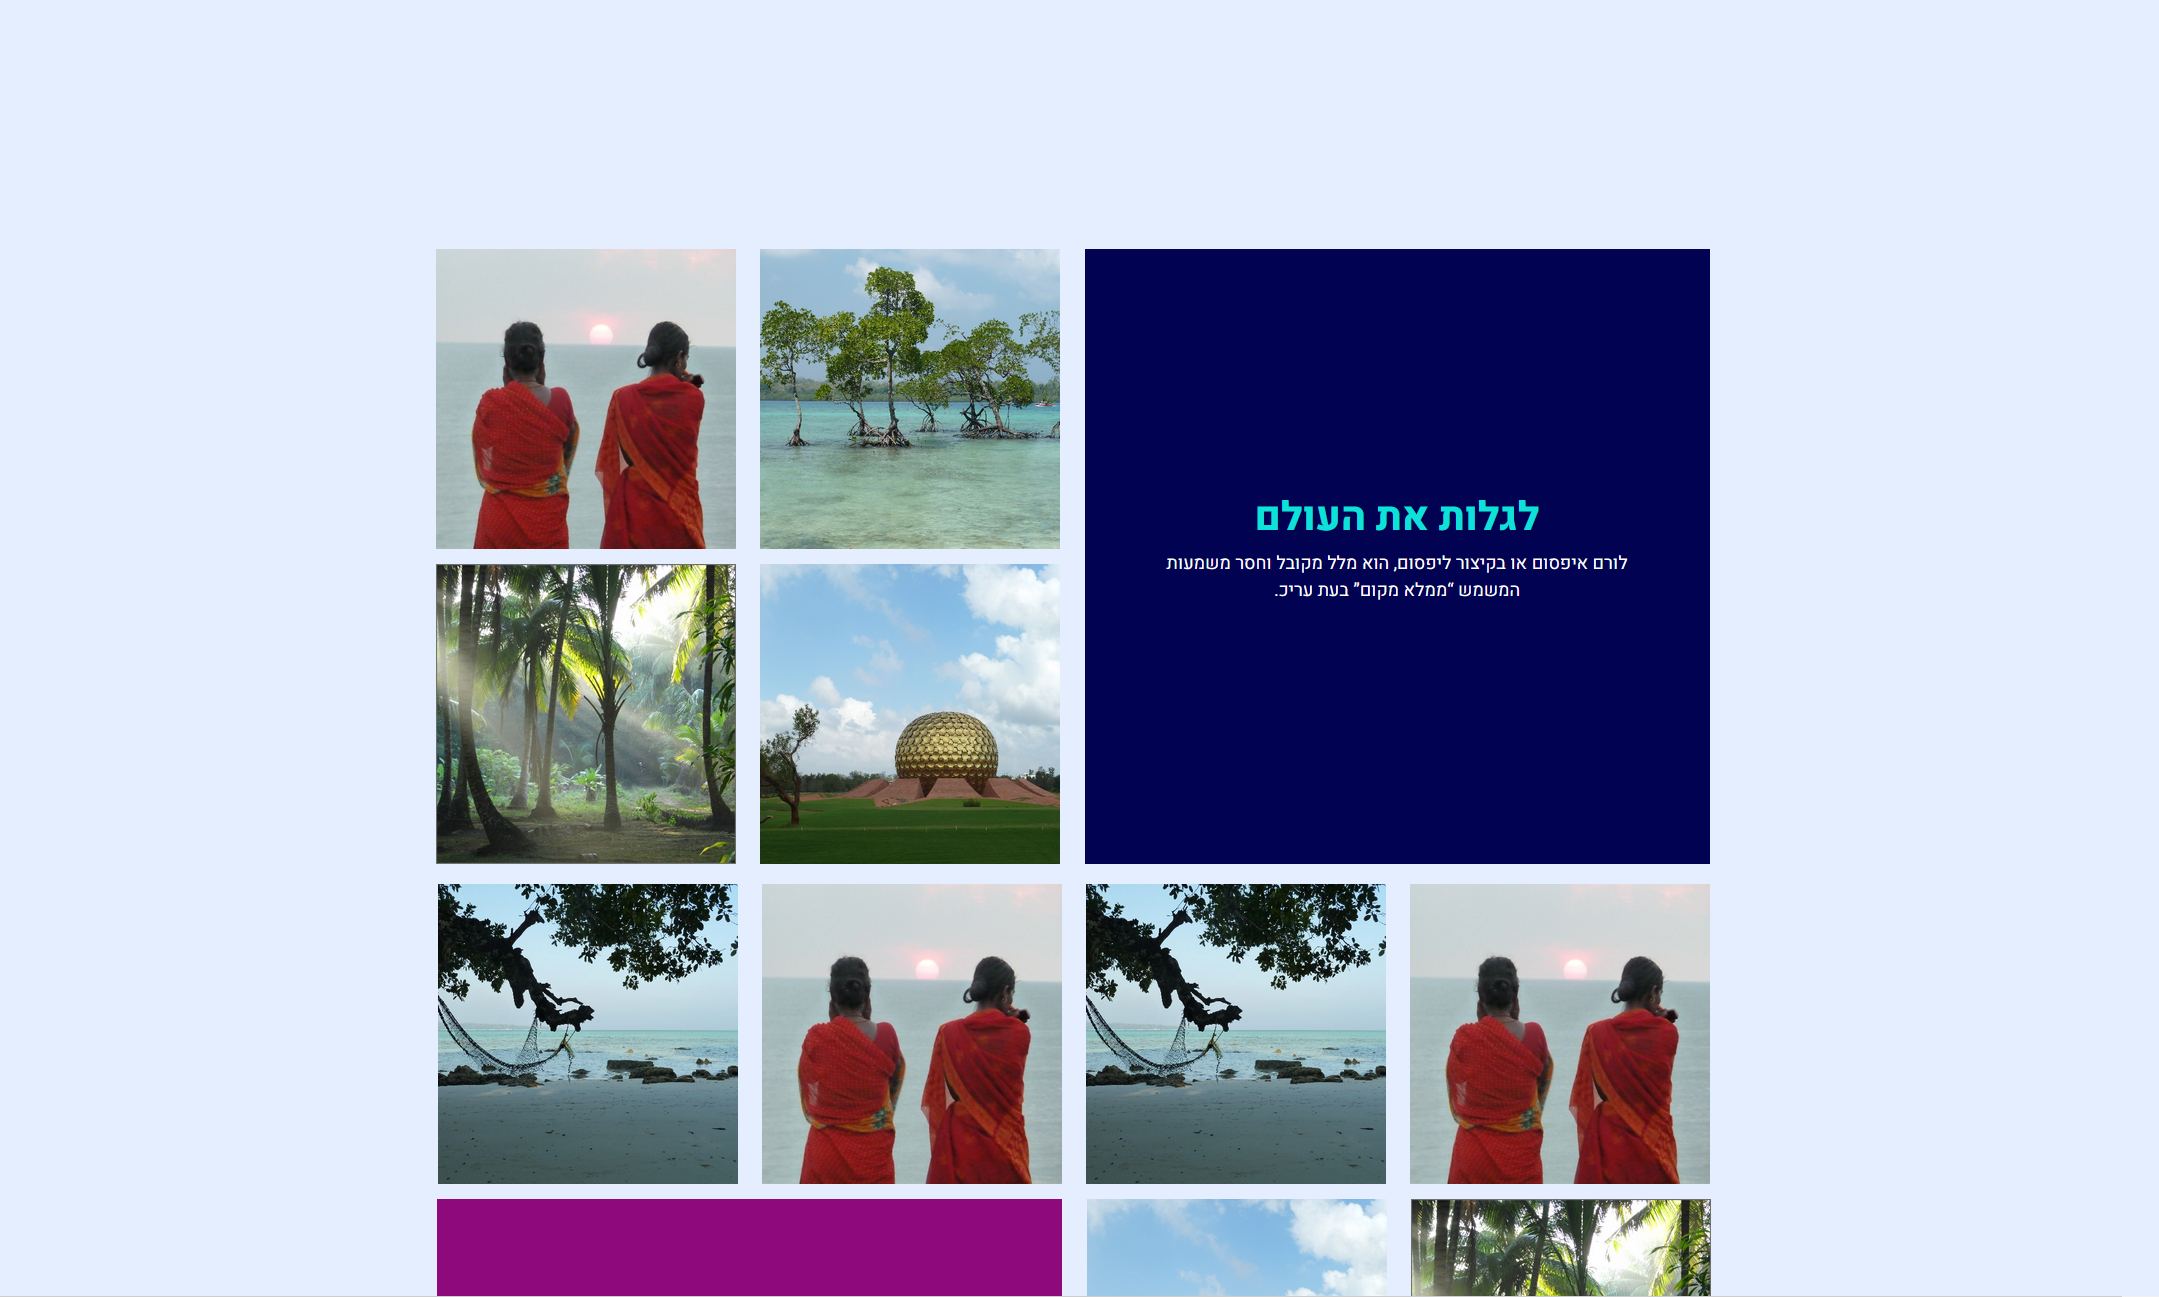 לגלות את העולם
לורם איפסום או בקיצור ליפסום, הוא מלל מקובל וחסר משמעות
המשמש “ממלא מקום” בעת עריכ.